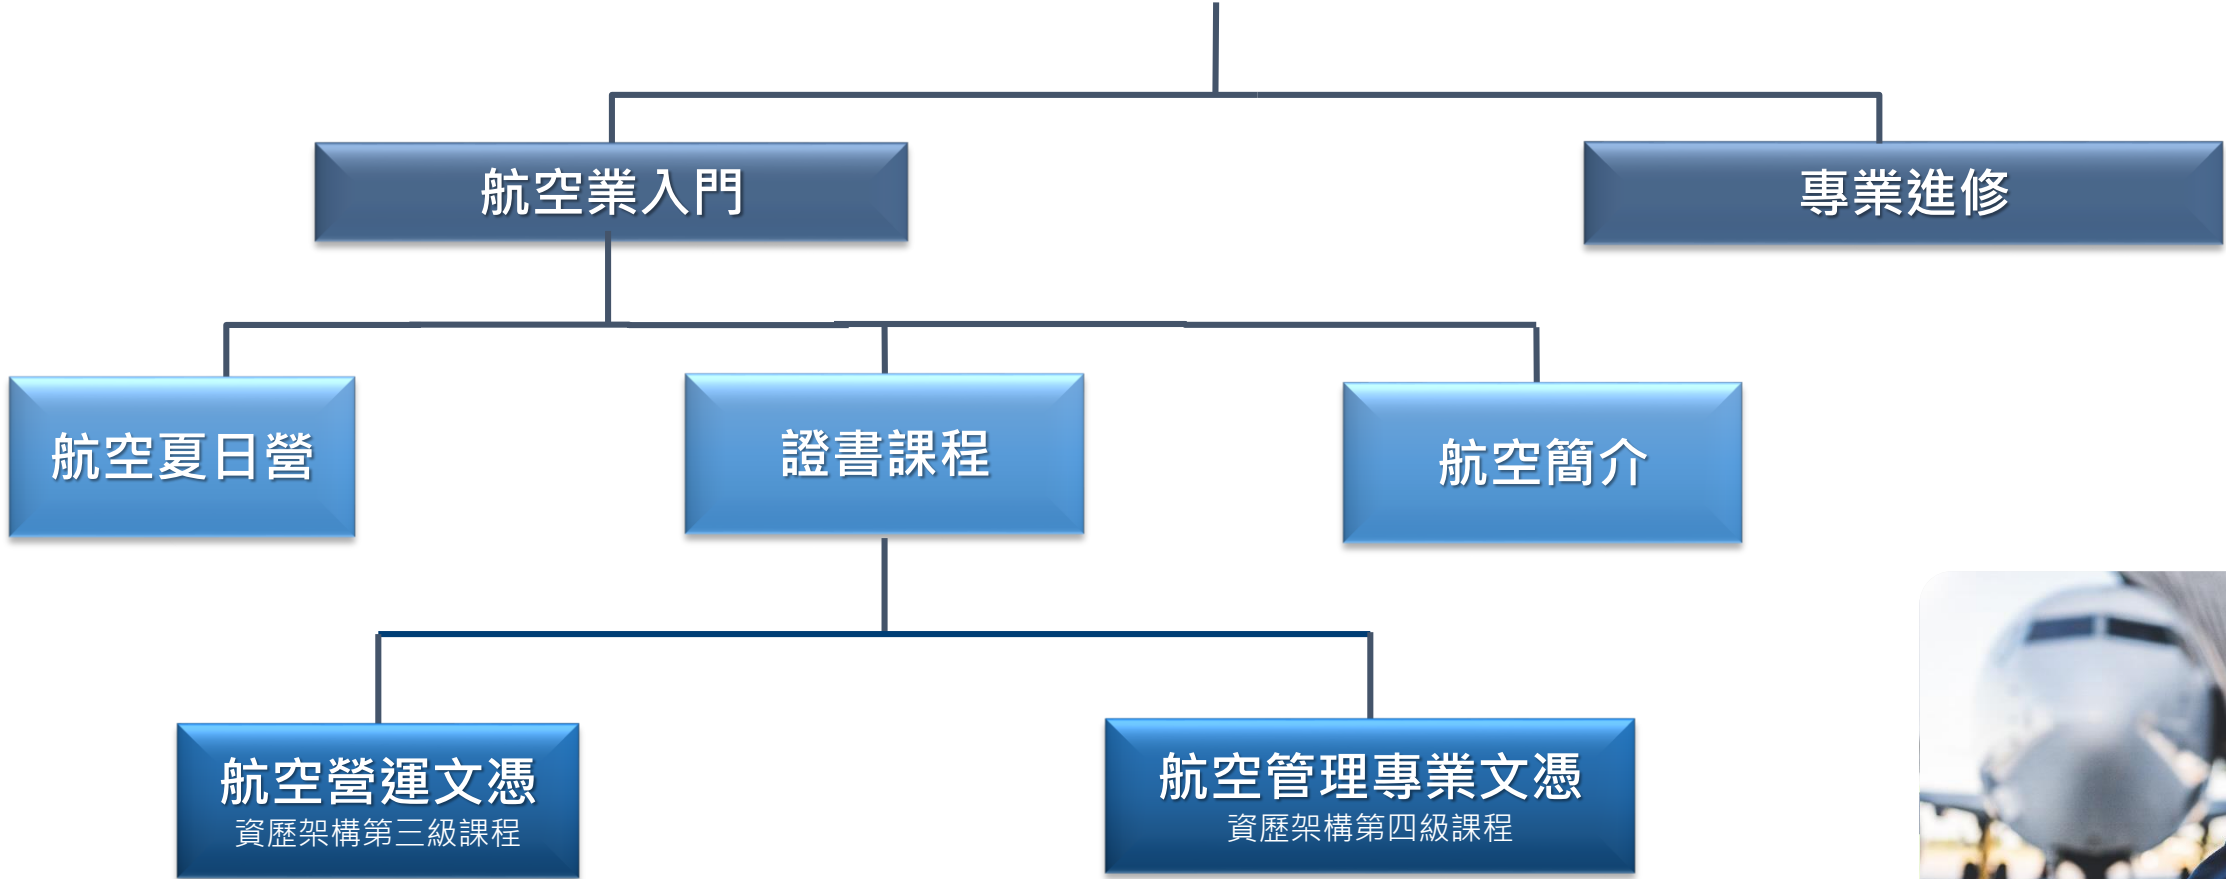 航空業入門
專業進修
航空夏日營
證書課程
航空簡介
航空營運文憑
資歷架構第三級課程
航空管理專業文憑
資歷架構第四級課程